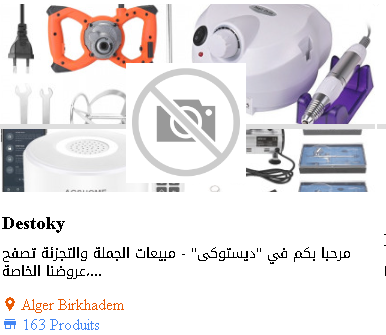 Destoky
مرحبا بكم في "ديستوكى" - مبيعات الجملة والتجزئة تصفح
عروضنا الخاصة،...
Alger Birkhadem
163 Produits